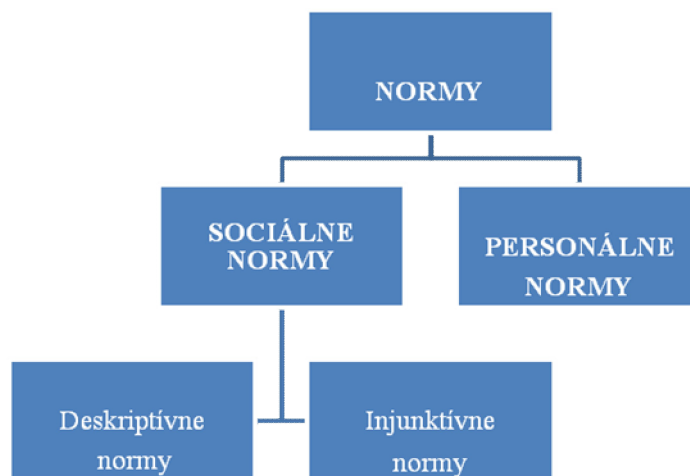 NORMY
SOCIÁLNE
NORMY
PERSONÁLNE
NORMY
Deskriptívne
normy
Injunktívne
normy